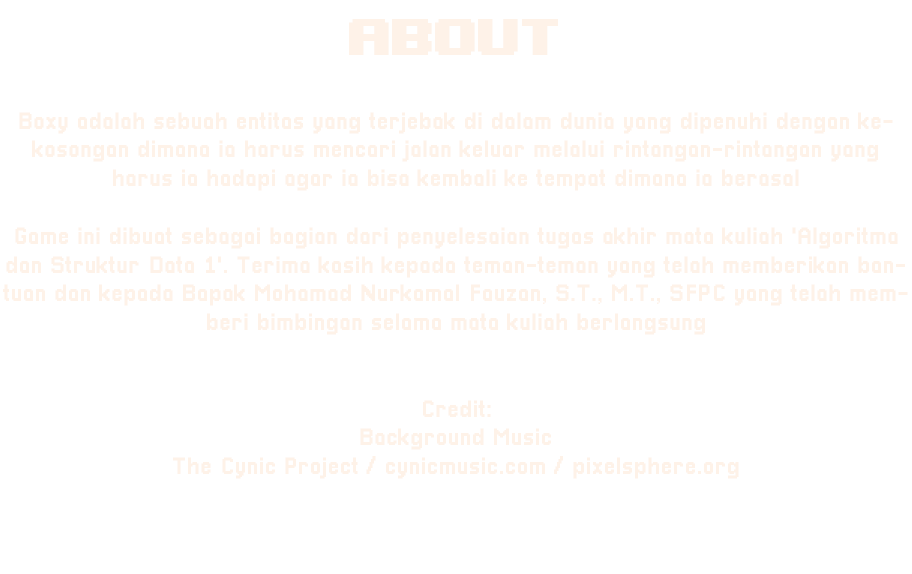 ABOUT
Boxy adalah sebuah entitas yang terjebak di dalam dunia yang dipenuhi dengan ke-
kosongan dimana ia harus mencari jalan keluar melalui rintangan-rintangan yang
harus ia hadapi agar ia bisa kembali ke tempat dimana ia berasal
Game ini dibuat sebagai bagian dari penyelesaian tugas akhir mata kuliah 'Algoritma
dan Struktur Data 1'. Terima kasih kepada teman-teman yang telah memberikan ban-
tuan dan kepada Bapak Mohamad Nurkamal Fauzan, S.T., M.T., SFPC yang telah mem-
beri bimbingan selama mata kuliah berlangsung
Credit:
Background Music
The Cynic Project / cynicmusic.com / pixelsphere.org